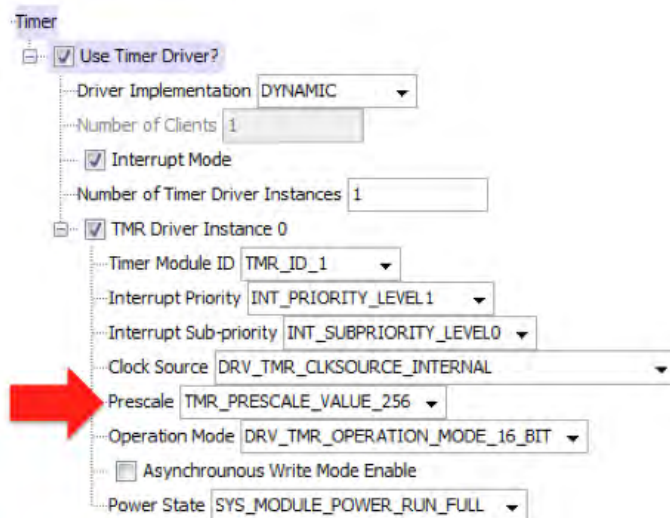 Timer
Use Timer Driver?
Driver Implementation DYNAMIC
Number of Clients 1
Interrupt Mode
Number of Timer Driver Instances 1
TMR Driver Instance 0
Timer Module ID TMR_ID_1
Interrupt Priority INT_PRIORITY_LEVEL1
Interrupt Sub-priority INT_SUBPRIORITY_LEVEL0
Clock Source DRV_TMR_CLKSOURCE_INTERNAL
Prescale TMR_PRESCALE_VALUE_256
Operation Mode DRV_TMR_OPERATION_MODE_16_BIT
Asynchrounous Write Mode Enable
Power State SYS_MODULE_POWER_RUN_FULL